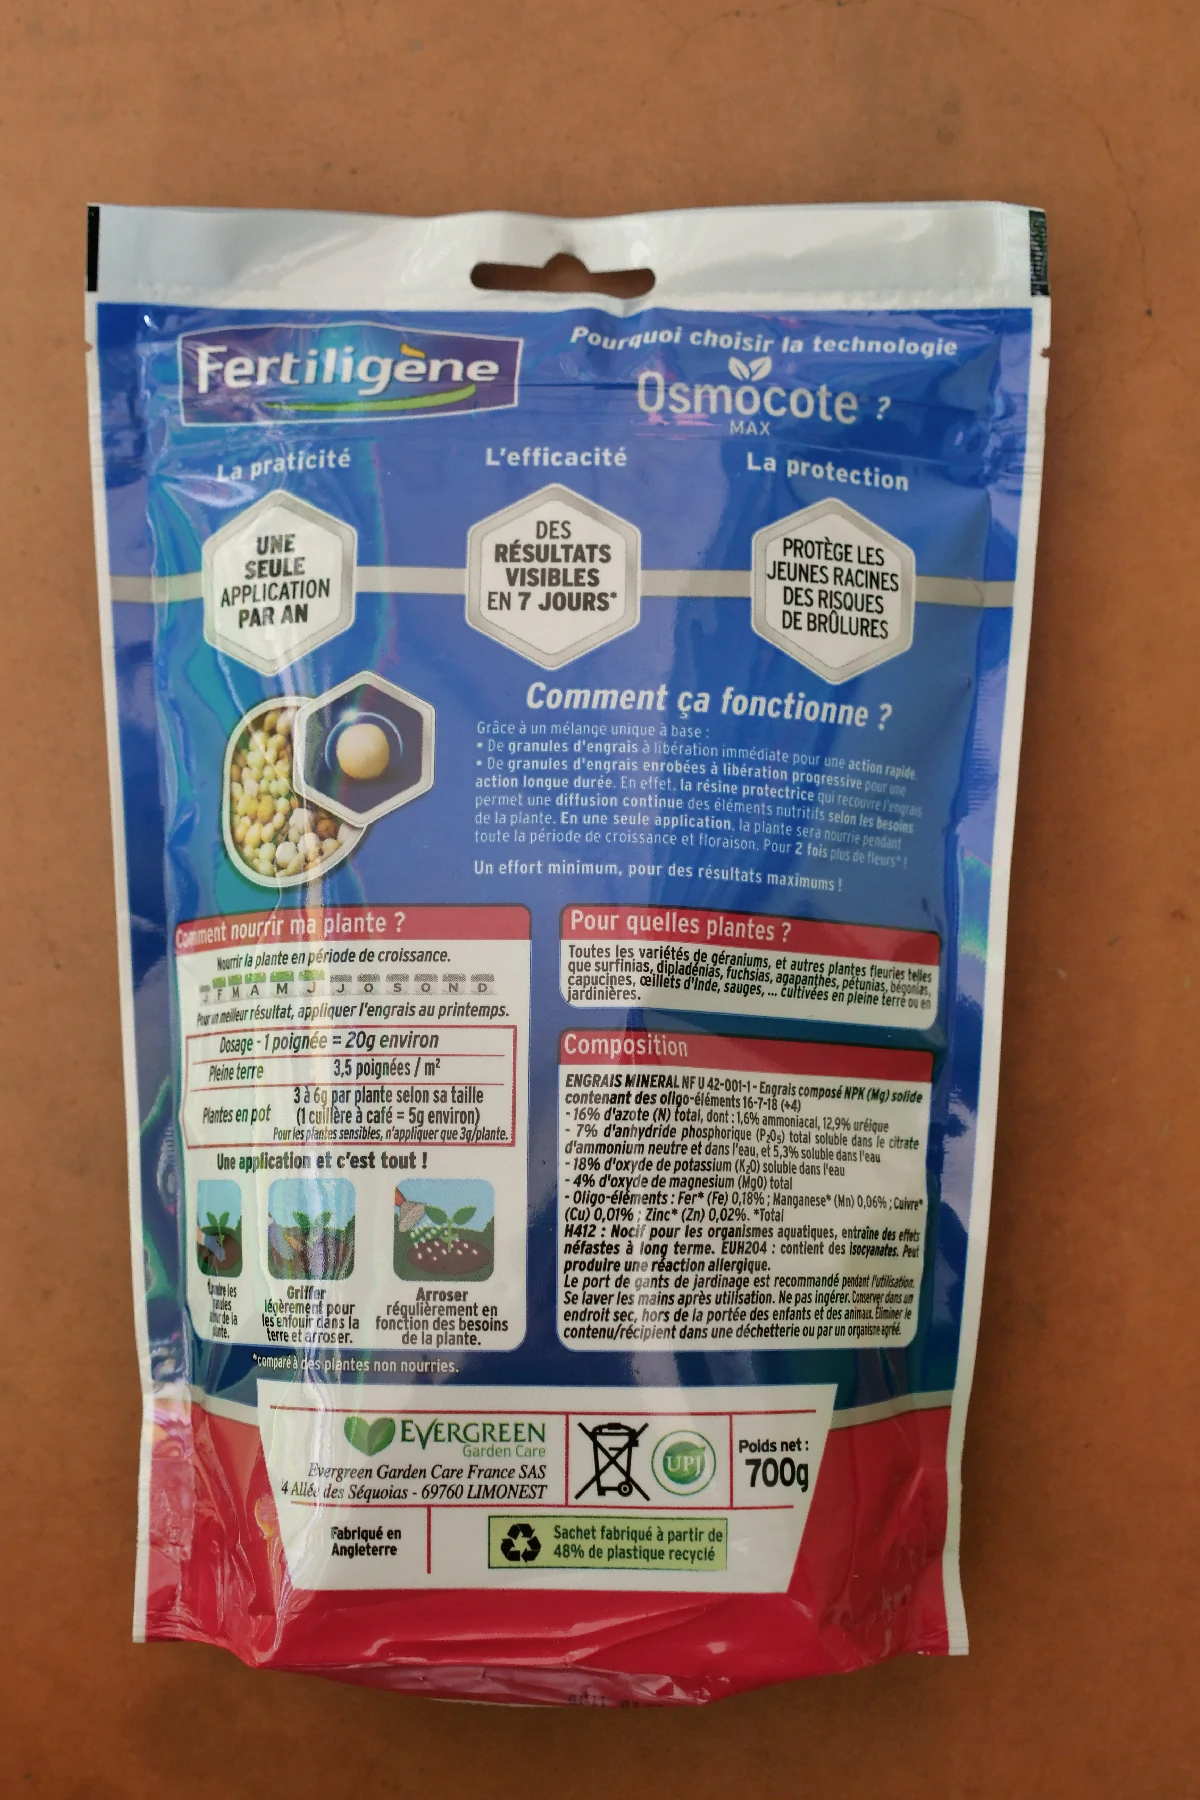 Fertiligène
Pourquoi choisir la technologie
Osmocote ?
MAX
La praticité
L'efficacité
La protection
UNE
SEULE
APPLICATION
PAR AN
DES
RÉSULTATS
VISIBLES
EN 7 JOURS*
PROTÈGE LES
JEUNES RACINES
DES RISQUES
DE BRÛLURES
Comment ça fonctionne ?
Grâce à un mélange unique à base :
• De granules d'engrais à libération immédiate pour une action rapide.
• De granules d'engrais enrobées à libération progressive pour une
action longue durée. En effet, la résine protectrice qui recouvre l'engrais
permet une diffusion continue des éléments nutritifs selon les besoins
de la plante. En une seule application, la plante sera nourrie pendant
toute la période de croissance et floraison. Pour 2 fois plus de fleurs* !
Un effort minimum, pour des résultats maximums !
Comment nourrir ma plante ?
Nourrir la plante en période de croissance.
J F M A M J J O S O N D
Pour un meilleur résultat, appliquer l'engrais au printemps.
Dosage - 1 poignée = 20g environ
Pleine terre 3,5 poignées / m²
Plantes en pot
3 à 6g par plante selon sa taille
(1 cuillère à café = 5g environ)
Pour les plantes sensibles, n'appliquer que 3g/plante.
Une application et c'est tout !
les
de la
plante.
Griffer
légèrement pour
les enfouir dans la
terre et arroser.
Arroser
régulièrement en
fonction des besoins
de la plante.
*comparé à des plantes non nourries.
Pour quelles plantes ?
Toutes les variétés de géraniums, et autres plantes fleuries telles
que surfinias, dipladénias, fuchsias, agapanthes, pétunias, bégonias,
capucines, œillets d'Inde, sauges, ... cultivées en pleine terre ou en
jardinières.
Composition
ENGRAIS MINERAL NF U 42-001-1 - Engrais composé NPK (Mg) solide
contenant des oligo-éléments 16-7-18 (+4)
- 16% d'azote (N) total, dont : 1,6% ammoniacal, 12,9% uréique
- 7% d'anhydride phosphorique (P₂O₅) total soluble dans le citrate
d'ammonium neutre et dans l'eau, et 5,3% soluble dans l'eau
- 18% d'oxyde de potassium (K₂O) soluble dans l'eau
- 4% d'oxyde de magnesium (MgO) total
- Oligo-éléments : Fer* (Fe) 0,18% ; Manganese* (Mn) 0,06% ; Cuivre*
(Cu) 0,01% ; Zinc* (Zn) 0,02%. *Total
H412 : Nocif pour les organismes aquatiques, entraîne des effets
néfastes à long terme. EUH204 : contient des isocyanates. Peut
produire une réaction allergique.
Le port de gants de jardinage est recommandé pendant l'utilisation.
Se laver les mains après utilisation. Ne pas ingérer. Conserver dans un
endroit sec, hors de la portée des enfants et des animaux. Éliminer le
contenu/récipient dans une déchetterie ou par un organisme agréé.
EVERGREEN
Garden Care
Evergreen Garden Care France SAS
4 Allée des Séquoias - 69760 LIMONEST
UPJ
Poids net :
700g
Fabriqué en
Angleterre
Sachet fabriqué à partir de
48% de plastique recyclé